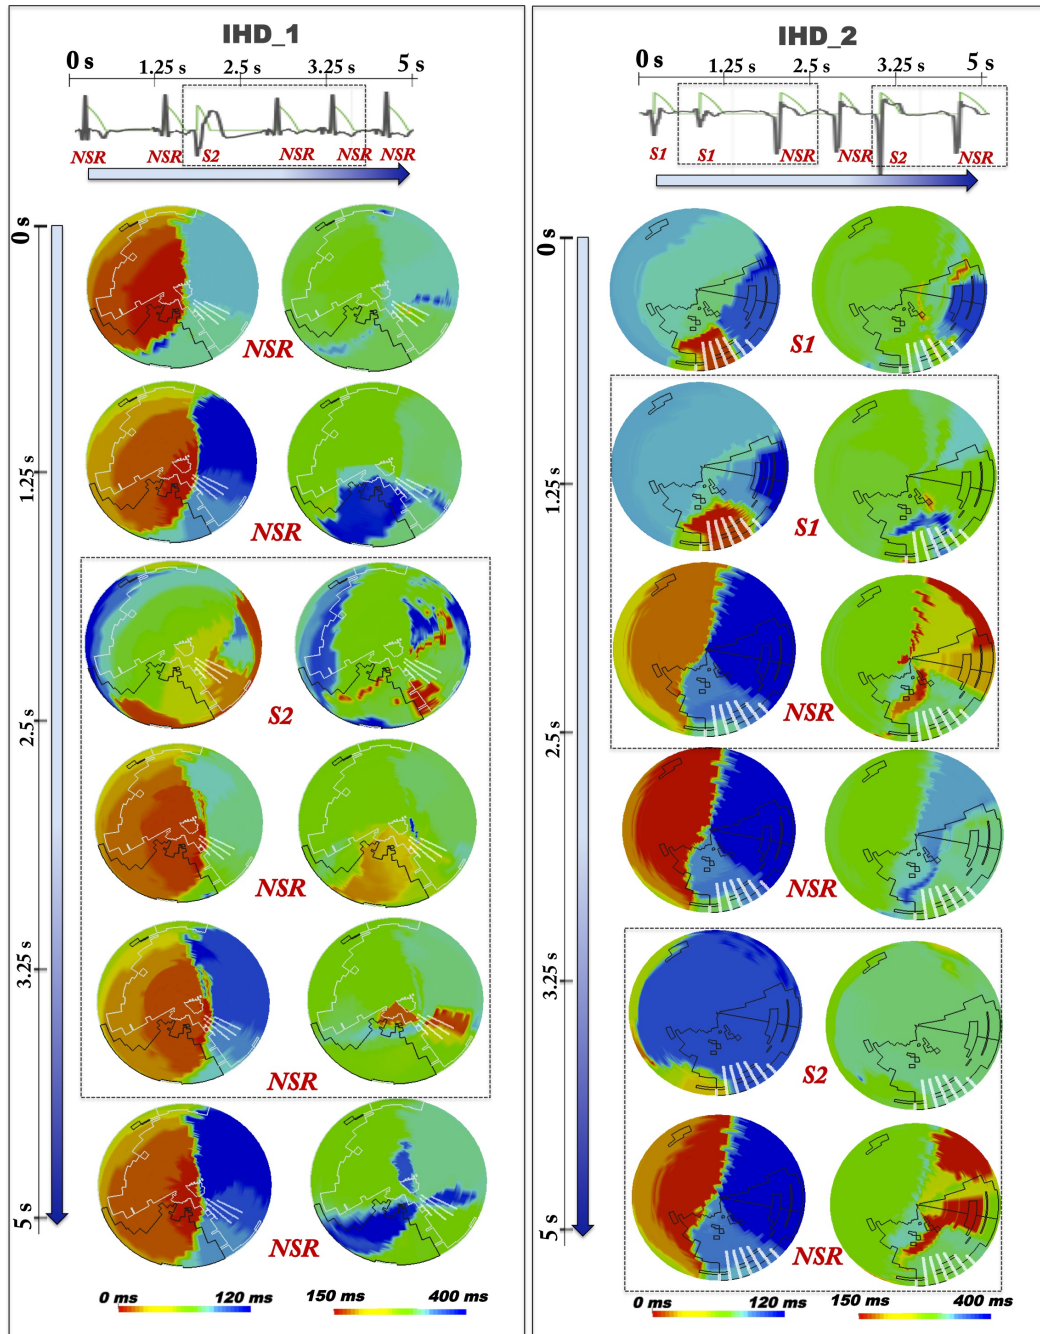 IHD_1
0 s 1.25 s 2.5 s 3.25 s 5 s
NSR NSR S2 NSR NSR NSR
0 s
NSR
1.25 s
NSR
S2
2.5 s
NSR
3.25 s
NSR
5 s
NSR
0 ms 120 ms 150 ms 400 ms
IHD_2
0 s 1.25 s 2.5 s 3.25 s 5 s
S1 S1 NSR NSR S2 NSR
0 s
S1
1.25 s
S1
NSR
2.5 s
NSR
3.25 s
S2
5 s
NSR
0 ms 120 ms 150 ms 400 ms